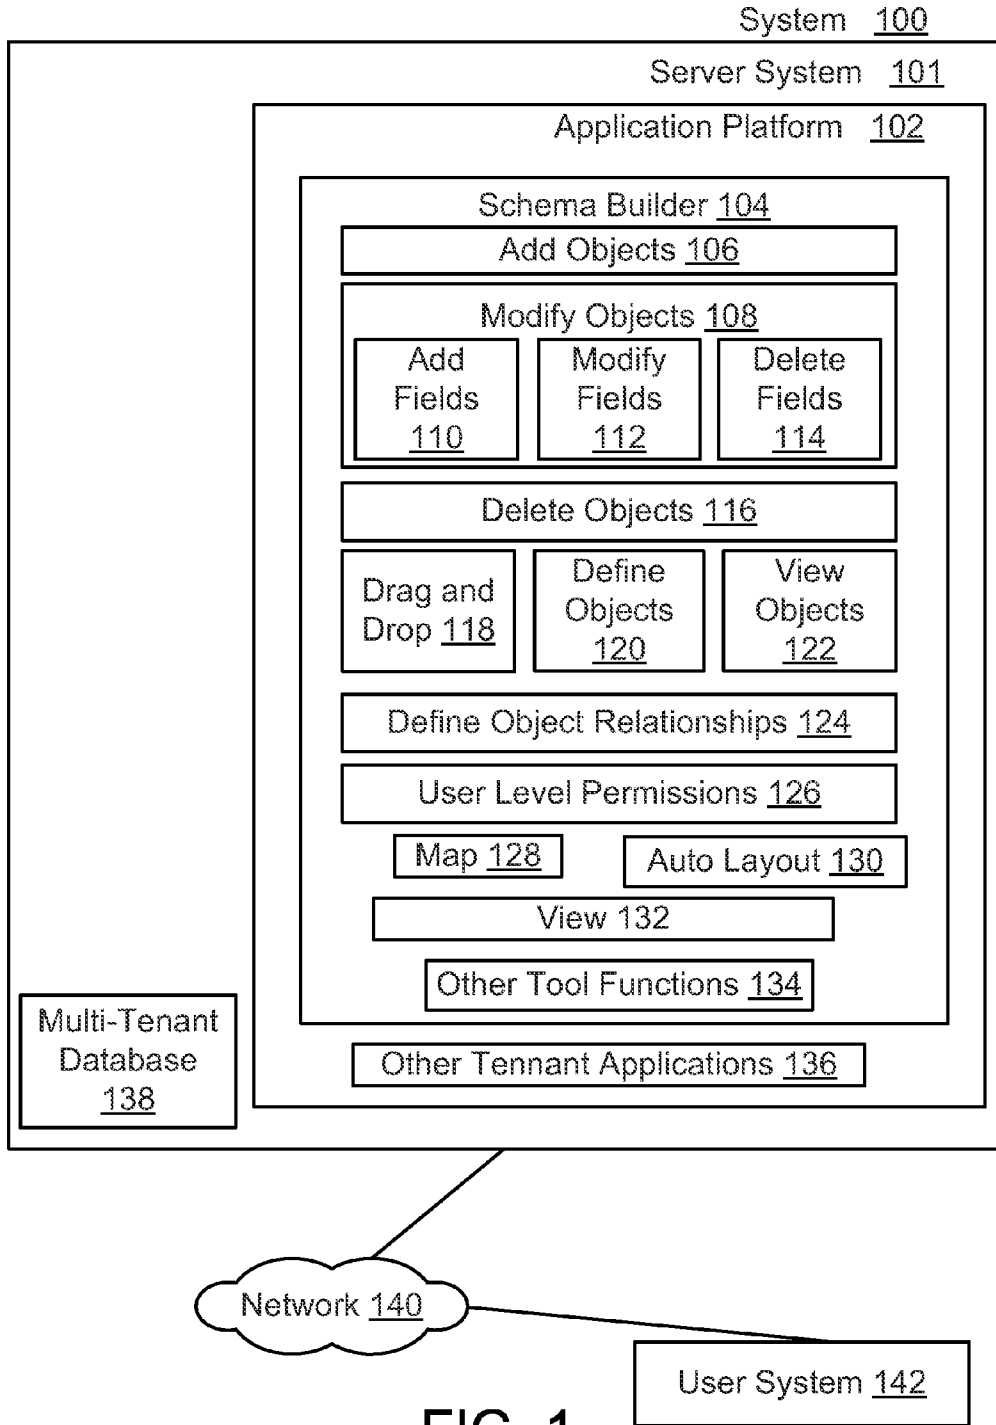 System 100
Server System 101
Application Platform 102
Schema Builder 104
Add Objects 106
Modify Objects 108
Add
Fields
110
Modify
Fields
112
Delete
Fields
114
Delete Objects 116
Drag and
Drop 118
Define
Objects
120
View
Objects
122
Define Object Relationships 124
User Level Permissions 126
Map 128
Auto Layout 130
View 132
Other Tool Functions 134
Multi-Tenant
Database
138
Other Tennant Applications 136
Network 140
User System 142
FIG. 1